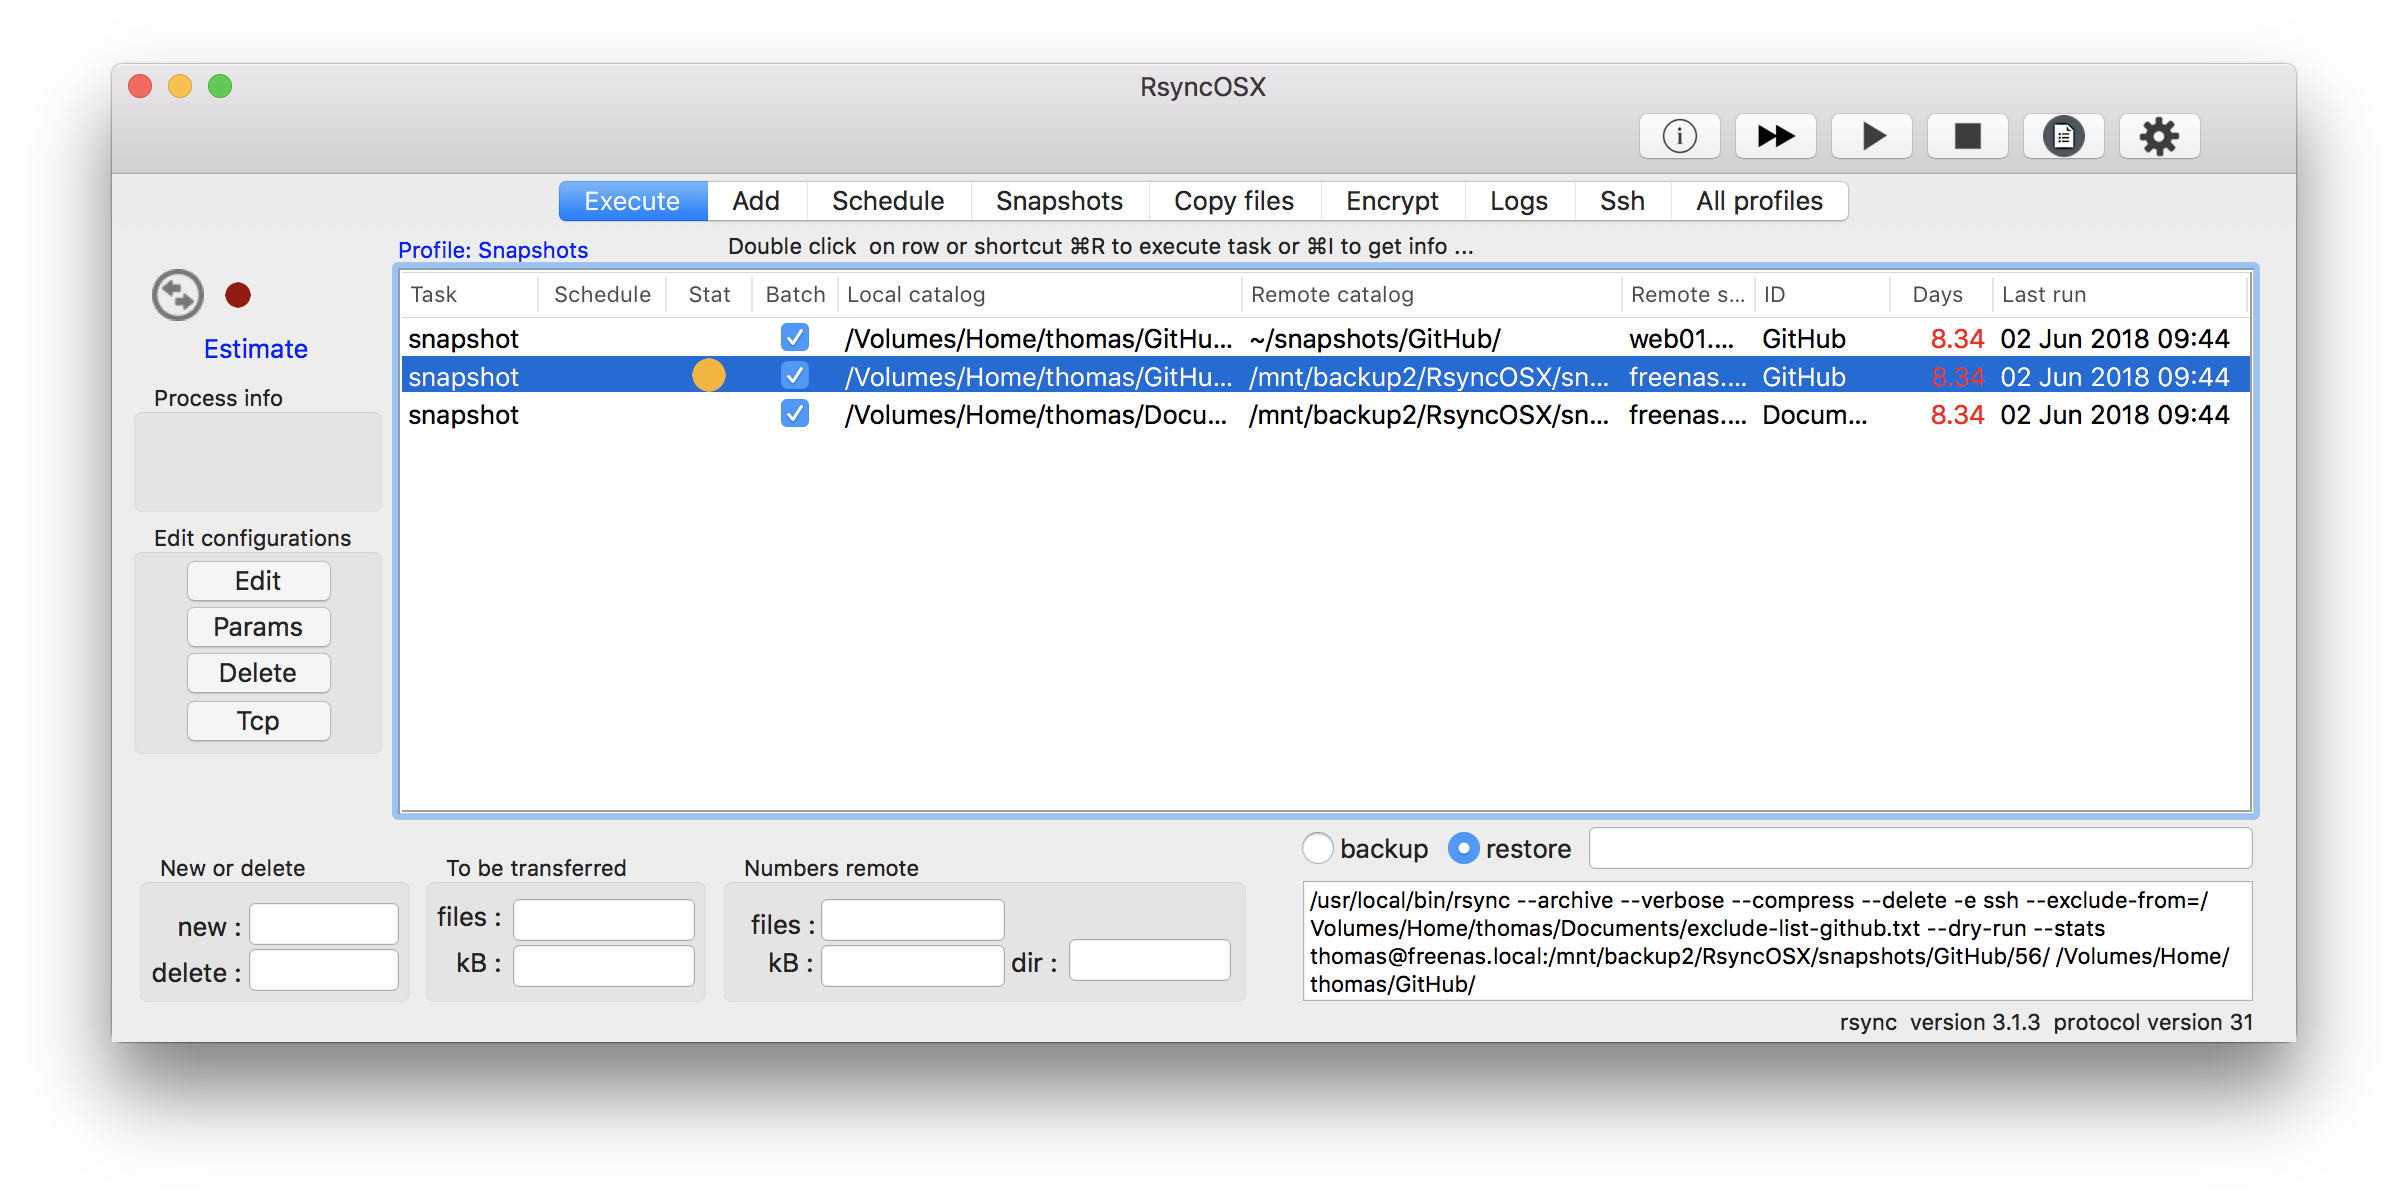 RsyncOSX
Execute Add Schedule Snapshots Copy files Encrypt Logs Ssh All profiles
Profile: Snapshots
Double click  on row or shortcut ⌘R to execute task or ⌘I to get info ...
Task Schedule Stat Batch Local catalog Remote catalog Remote s... ID Days Last run
snapshot /Volumes/Home/thomas/GitHu... ~/snapshots/GitHub/ web01.... GitHub 8.34 02 Jun 2018 09:44
snapshot /Volumes/Home/thomas/GitHu... /mnt/backup2/RsyncOSX/sn... freenas.... GitHub 8.34 02 Jun 2018 09:44
snapshot /Volumes/Home/thomas/Docu... /mnt/backup2/RsyncOSX/sn... freenas.... Docum... 8.34 02 Jun 2018 09:44
Estimate
Process info
Edit configurations
Edit
Params
Delete
Tcp
New or delete
new :
delete :
To be transferred
files :
kB :
Numbers remote
files :
kB :
dir :
backup restore
/usr/local/bin/rsync --archive --verbose --compress --delete -e ssh --exclude-from=/
Volumes/Home/thomas/Documents/exclude-list-github.txt --dry-run --stats
thomas@freenas.local:/mnt/backup2/RsyncOSX/snapshots/GitHub/56/ /Volumes/Home/
thomas/GitHub/
rsync  version 3.1.3  protocol version 31